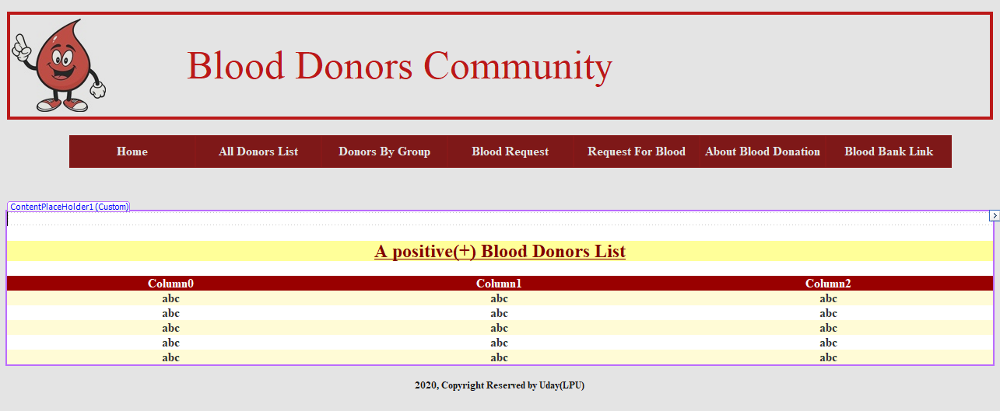 Blood Donors Community
Home All Donors List Donors By Group Blood Request Request For Blood About Blood Donation Blood Bank Link
ContentPlaceHolder1 (Custom)
A positive(+) Blood Donors List
Column0 Column1 Column2
abc abc abc
abc abc abc
abc abc abc
abc abc abc
abc abc abc
2020, Copyright Reserved by Uday(LPU)